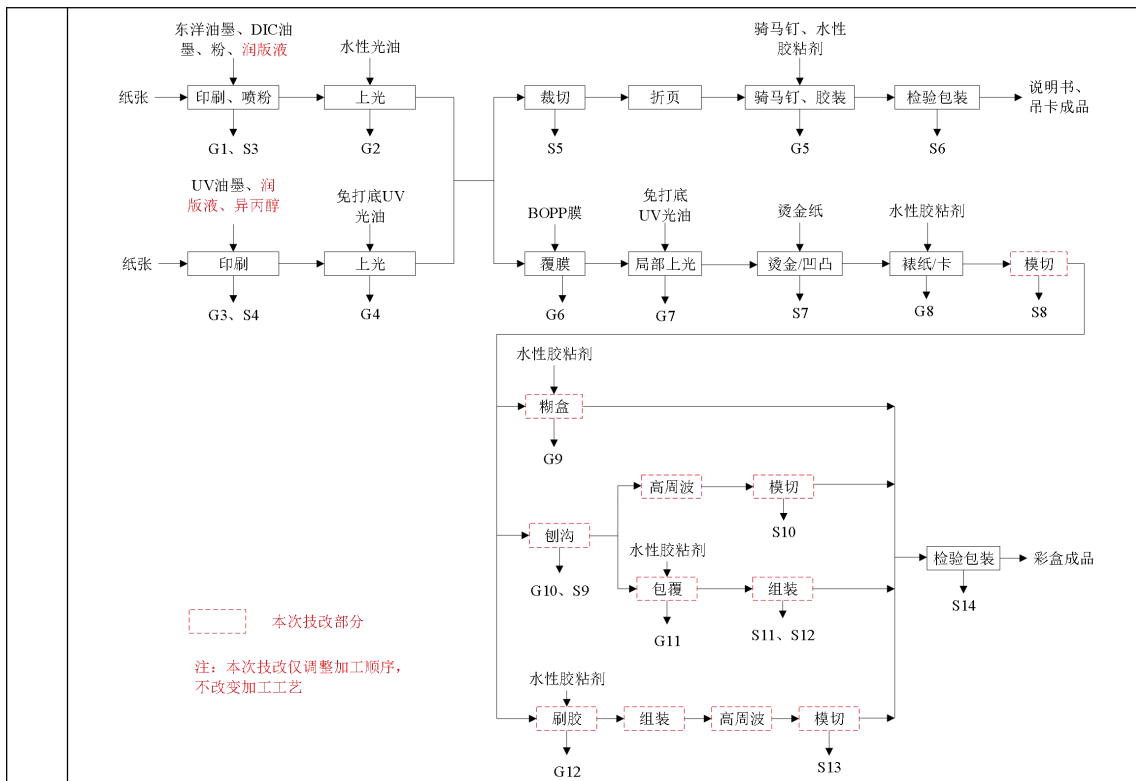 东洋油墨、DIC油
墨、粉、润版液
水性光油
纸张
印刷、喷粉
上光
G1、S3
G2
骑马钉、水性
胶粘剂
裁切
折页
骑马钉、胶装
检验包装
说明书、
吊卡成品
S5
G5
S6
UV油墨、润
版液、异丙醇
免打底UV
光油
纸张
印刷
上光
G3、S4
G4
BOPP膜
免打底
UV光油
烫金纸
水性胶粘剂
覆膜
局部上光
烫金/凹凸
裱纸/卡
模切
G6
G7
S7
G8
S8
水性胶粘剂
糊盒
G9
高周波
模切
S10
刨沟
G10、S9
水性胶粘剂
包覆
组装
G11
S11、S12
检验包装
彩盒成品
S14
本次技改部分
注：本次技改仅调整加工顺序，
不改变加工工艺
水性胶粘剂
刷胶
组装
高周波
模切
G12
S13